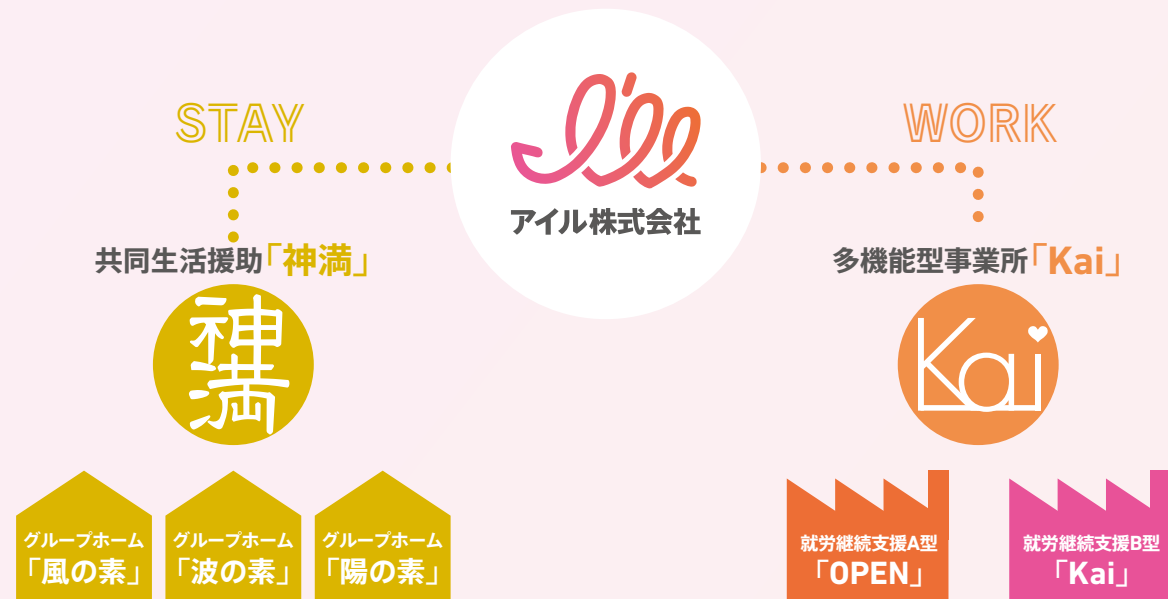 I'll
アイル株式会社
STAY
共同生活援助「神満」
神満
グループホーム
「風の素」
グループホーム
「波の素」
グループホーム
「陽の素」
WORK
多機能型事業所「Kai」
Kai
就労継続支援A型
「OPEN」
就労継続支援B型
「Kai」